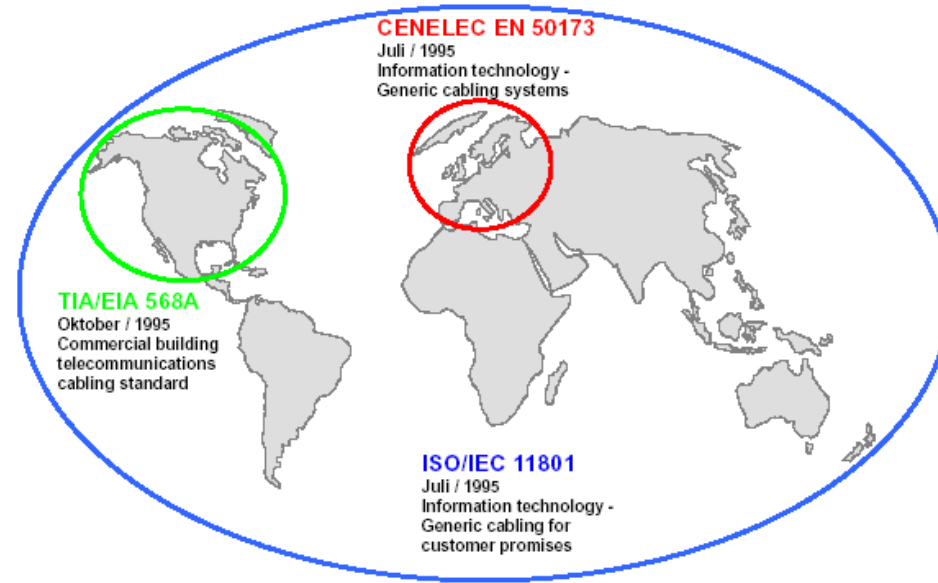 CENELEC EN 50173
Juli / 1995
Information technology -
Generic cabling systems
TIA/EIA 568A
Oktober / 1995
Commercial building
telecommunications
cabling standard
ISO/IEC 11801
Juli / 1995
Information technology -
Generic cabling for
customer promises